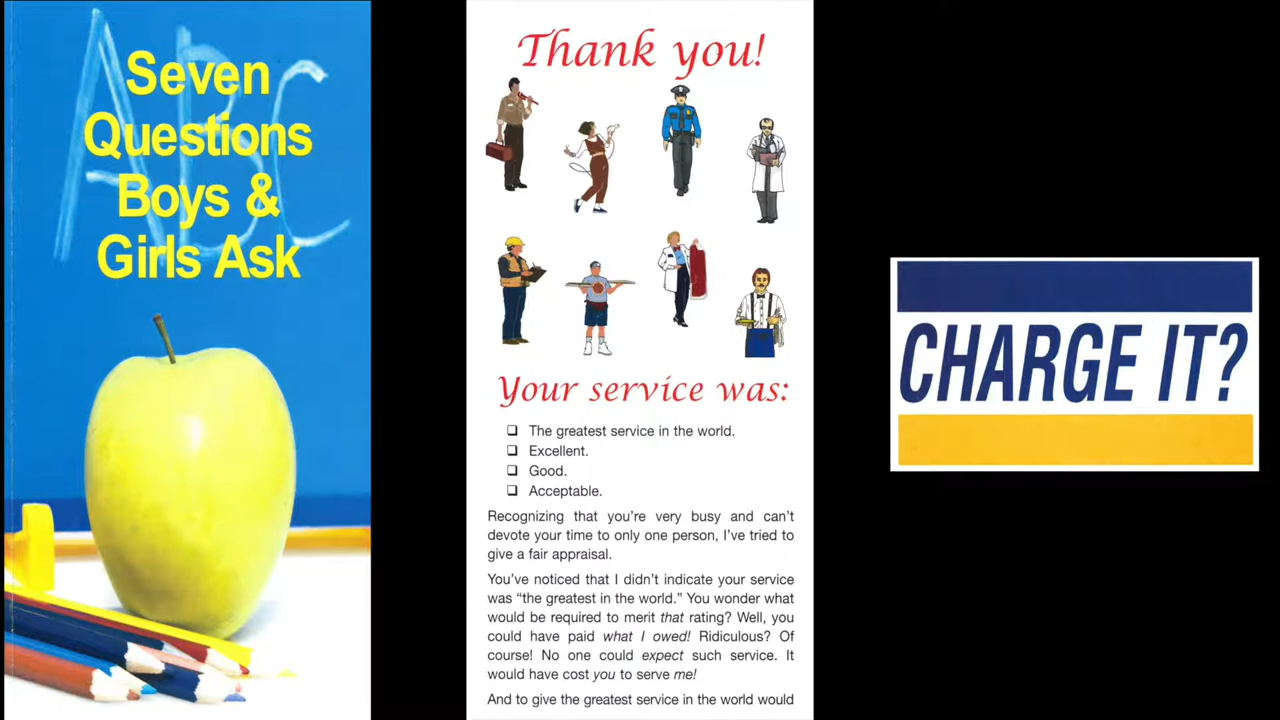 ABC
Seven
Questions
Boys &
Girls Ask
Thank you!
Your service was:
❑ The greatest service in the world.
❑ Excellent.
❑ Good.
❑ Acceptable.
Recognizing that you're very busy and can't
devote your time to only one person, I've tried to
give a fair appraisal.
You've noticed that I didn't indicate your service
was “the greatest in the world.” You wonder what
would be required to merit that rating? Well, you
could have paid what I owed! Ridiculous? Of
course! No one could expect such service. It
would have cost you to serve me!
And to give the greatest service in the world would
CHARGE IT?